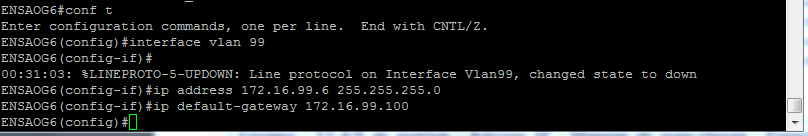 ENSAOG6#conf t
Enter configuration commands, one per line.  End with CNTL/Z.
ENSAOG6(config)#interface vlan 99
ENSAOG6(config-if)#
00:31:03: %LINEPROTO-5-UPDOWN: Line protocol on Interface Vlan99, changed state to down
ENSAOG6(config-if)#ip address 172.16.99.6 255.255.255.0
ENSAOG6(config-if)#ip default-gateway 172.16.99.100
ENSAOG6(config)#